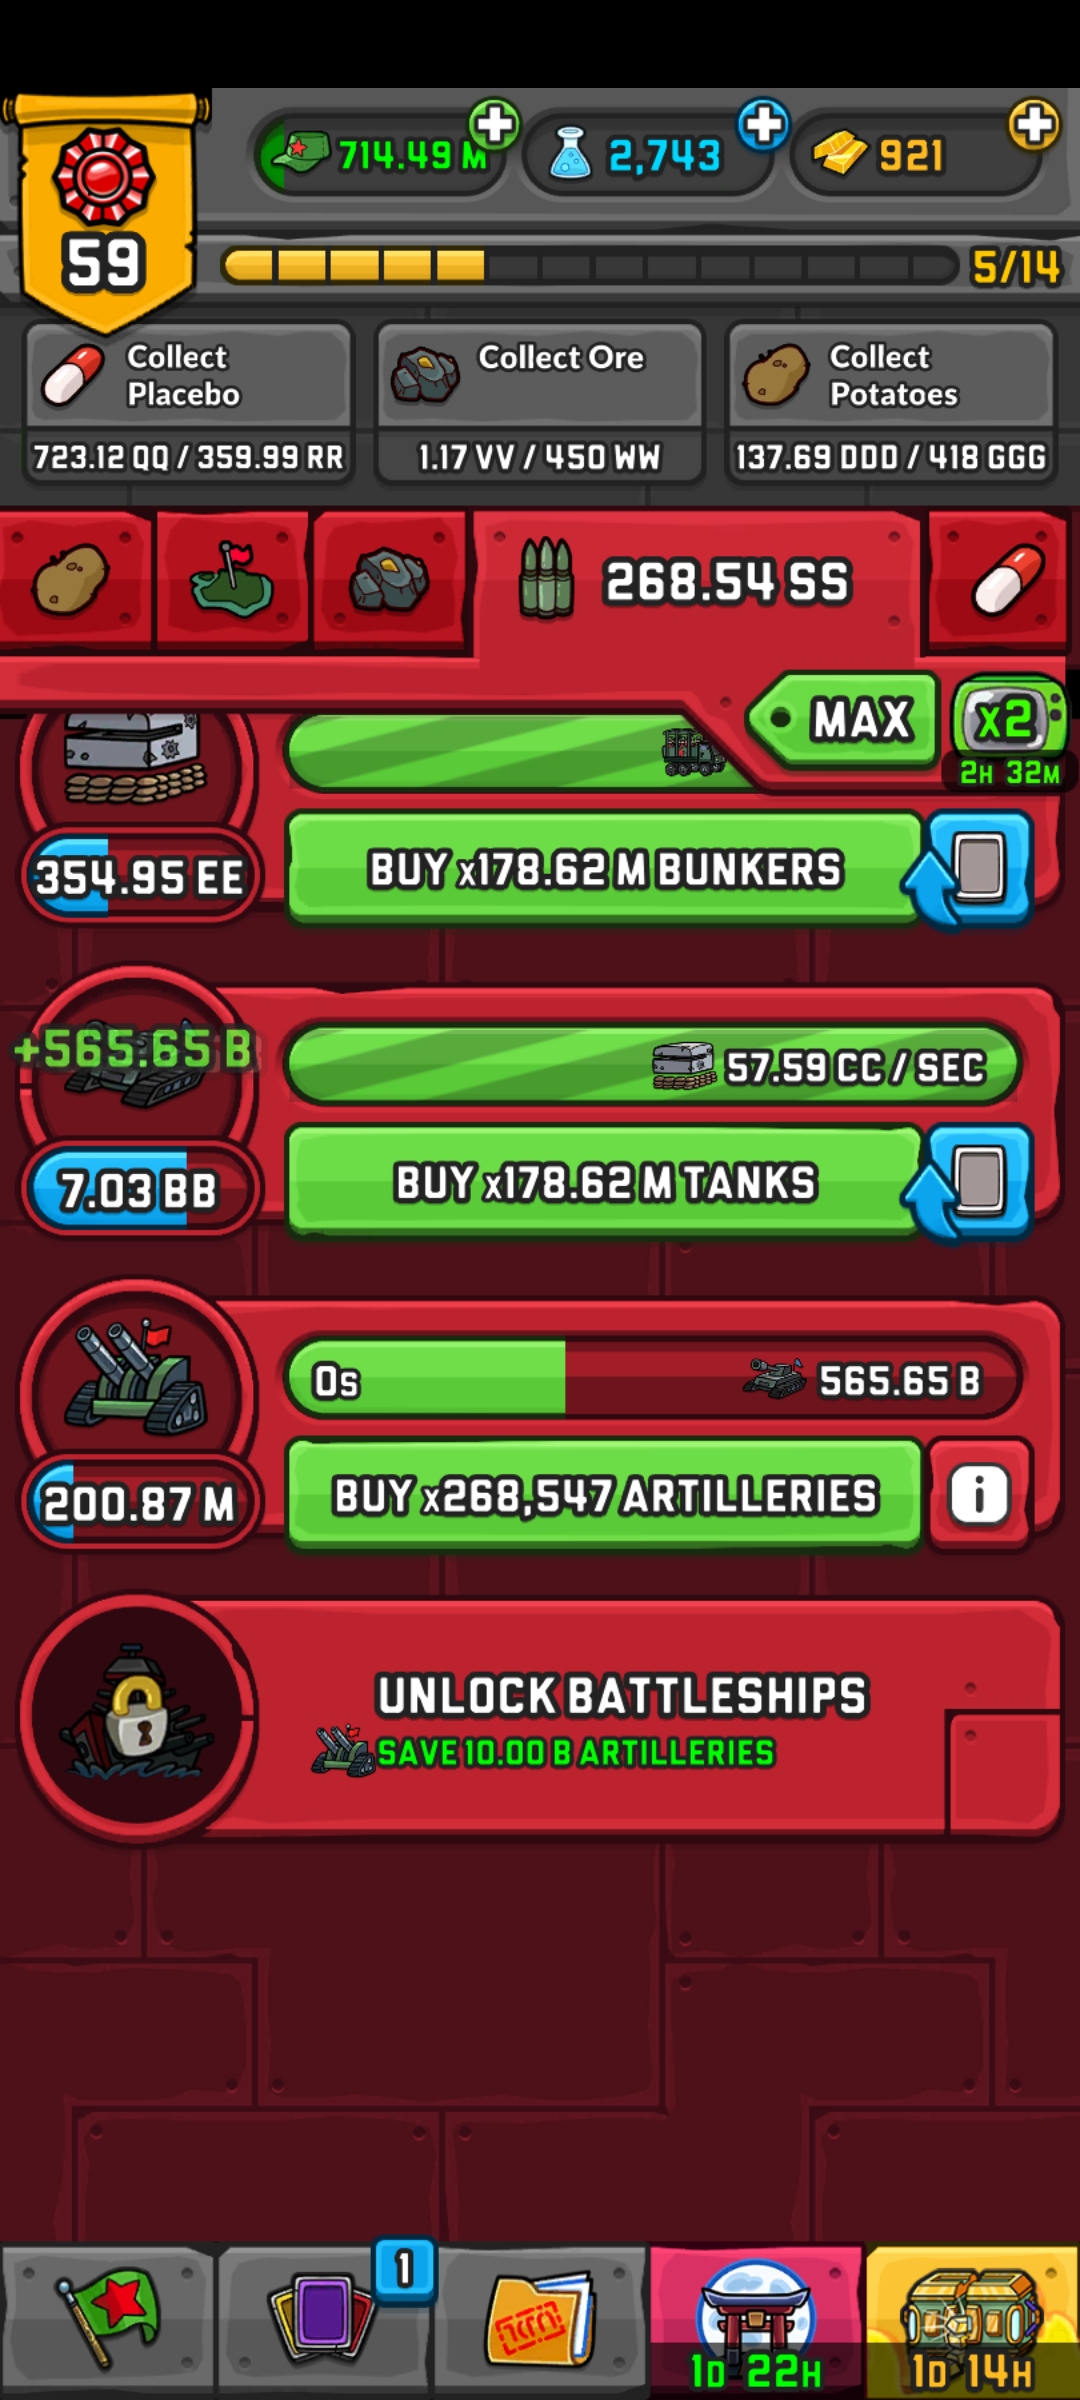 714.49 M
2,743
921
59
5/14
Collect Placebo
723.12 QQ / 359.99 RR
Collect Ore
1.17 VV / 450 WW
Collect Potatoes
137.69 DDD / 418 GGG
268.54 SS
MAX
x2
2H 32M
354.95 EE
BUY x178.62 M BUNKERS
+565.65 B
57.59 CC / SEC
7.03 BB
BUY x178.62 M TANKS
0s
565.65 B
200.87 M
BUY x268,547 ARTILLERIES
i
UNLOCK BATTLESHIPS
SAVE 10.00 B ARTILLERIES
1
1D 22H
1D 14H